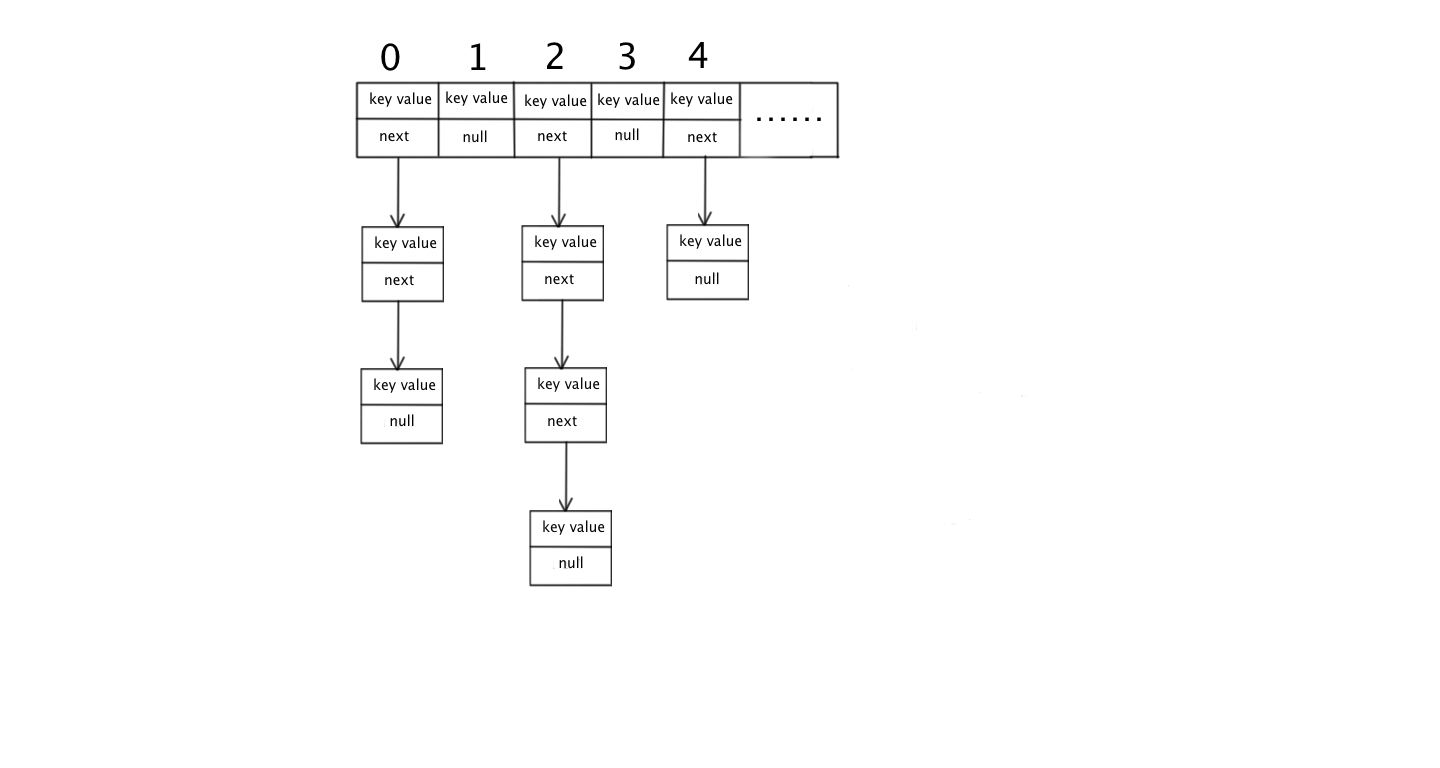 0 1 2 3 4
key value key value key value key value key value
next null next null next ......
key value key value key value
next next null
key value key value
null next
key value
null